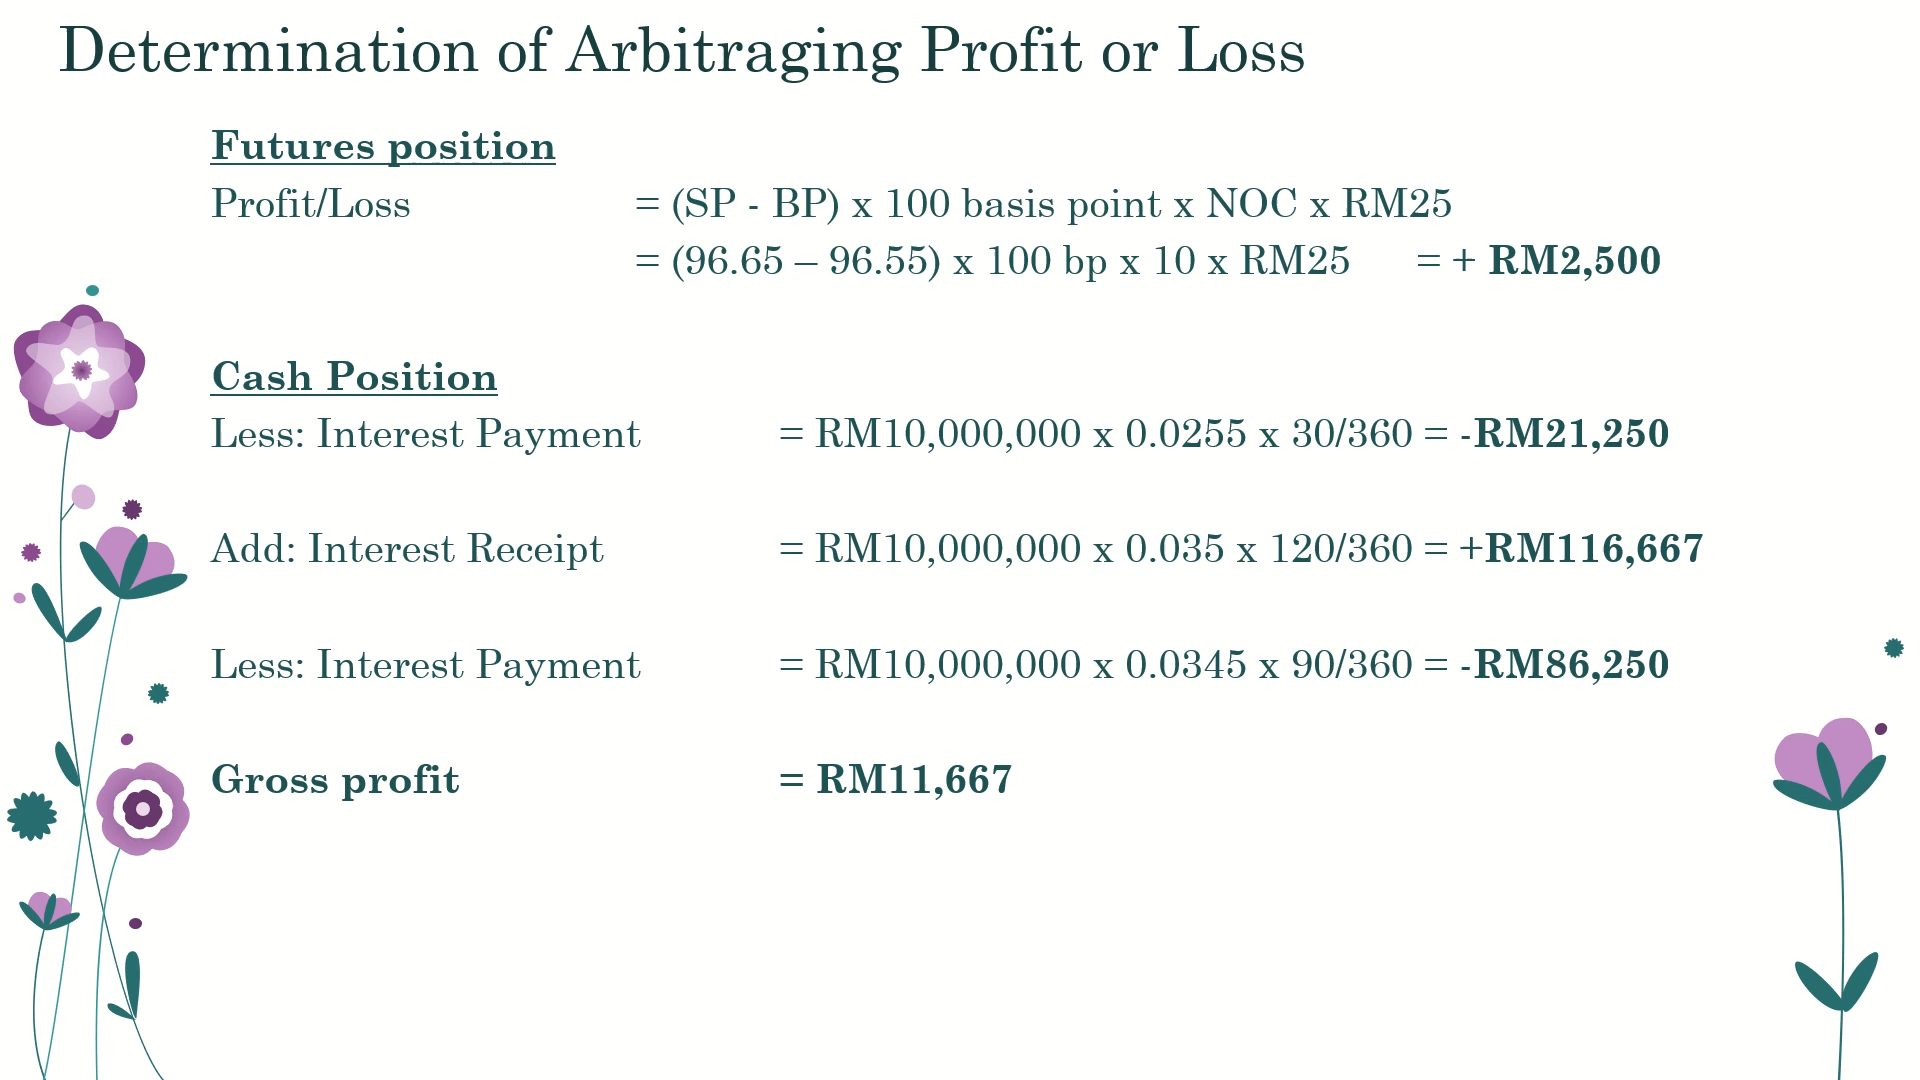 Determination of Arbitraging Profit or Loss
Futures position
Profit/Loss = (SP - BP) x 100 basis point x NOC x RM25
= (96.65 – 96.55) x 100 bp x 10 x RM25 = + RM2,500
Cash Position
Less: Interest Payment = RM10,000,000 x 0.0255 x 30/360 = -RM21,250
Add: Interest Receipt = RM10,000,000 x 0.035 x 120/360 = +RM116,667
Less: Interest Payment = RM10,000,000 x 0.0345 x 90/360 = -RM86,250
Gross profit = RM11,667